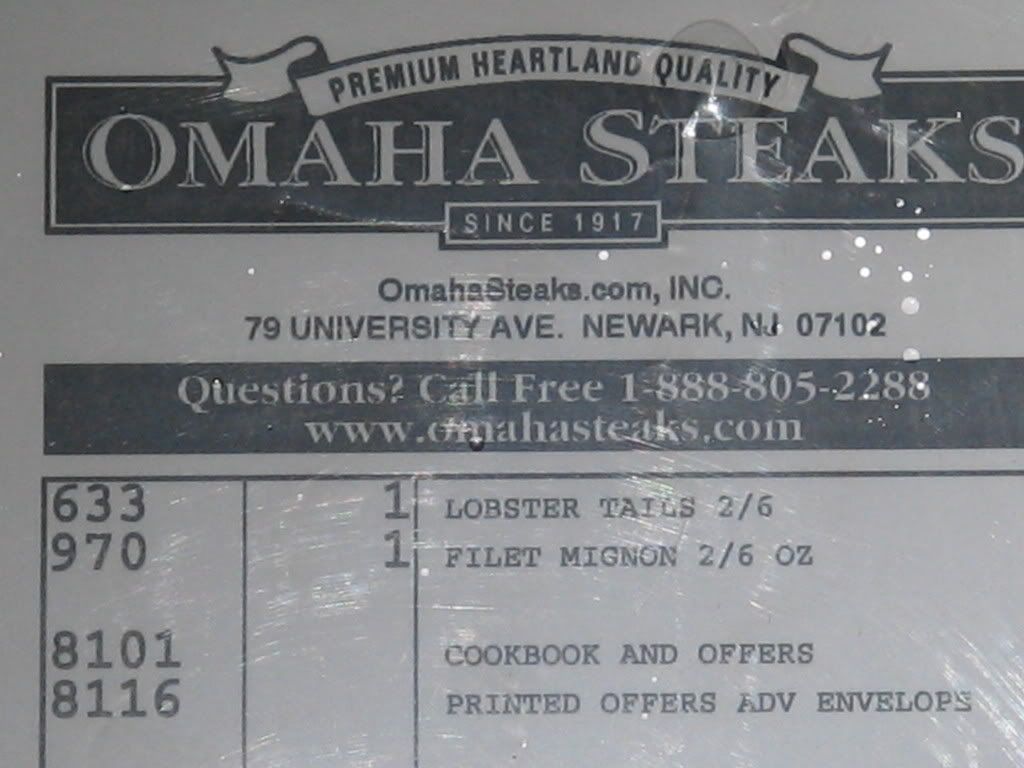 PREMIUM HEARTLAND QUALITY
OMAHA STEAKS
SINCE 1917
OmahaSteaks.com, INC.
79 UNIVERSITY AVE. NEWARK, NJ 07102
Questions? Call Free 1-888-805-2288
www.omahasteaks.com
633 1 LOBSTER TAILS 2/6
970 1 FILET MIGNON 2/6 OZ
8101 COOKBOOK AND OFFERS
8116 PRINTED OFFERS ADV ENVELOPE